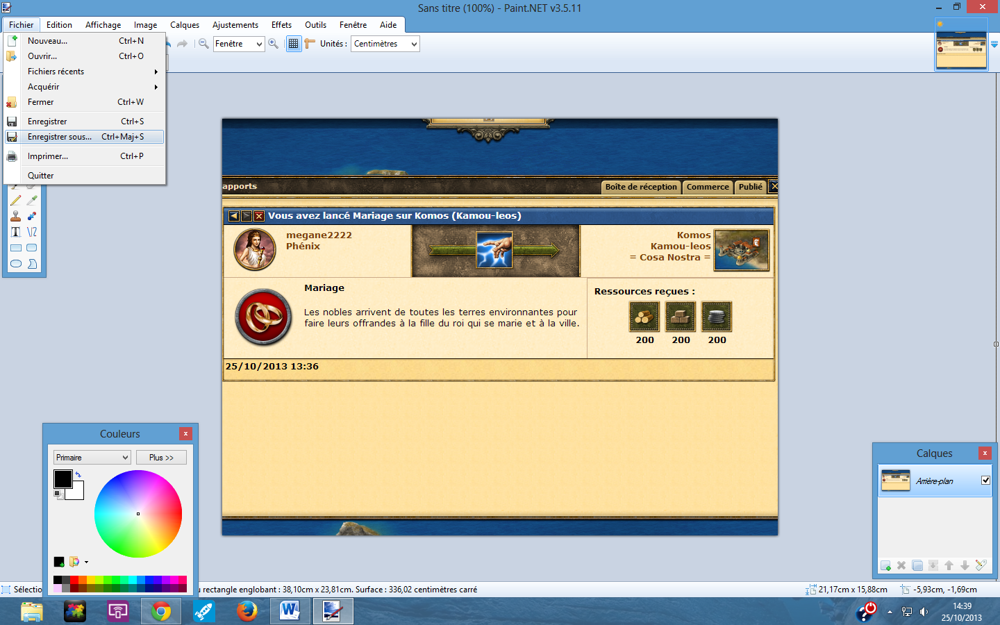 Sans titre (100%) - Paint.NET v3.5.11
Fichier Edition Affichage Image Calques Ajustements Effets Outils Fenêtre Aide
Nouveau... Ctrl+N
Ouvrir... Ctrl+O
Fichiers récents
Acquérir
Fermer Ctrl+W
Enregistrer Ctrl+S
Enregistrer sous... Ctrl+Maj+S
Imprimer... Ctrl+P
Quitter
Fenêtre
Unités :
Centimètres
apports
Boîte de réception
Commerce
Publié
Vous avez lancé Mariage sur Komos (Kamou-leos)
megane2222
Phénix
Komos
Kamou-leos
= Cosa Nostra =
Mariage
Les nobles arrivent de toutes les terres environnantes pour
faire leurs offrandes à la fille du roi qui se marie et à la ville.
Ressources reçues :
200 200 200
25/10/2013 13:36
Couleurs
Primaire
Plus >>
Calques
Arrière-plan
Sélectio
u rectangle englobant : 38,10cm x 23,81cm. Surface : 336,02 centimètres carré
21,17cm x 15,88cm
-5,93cm, -1,69cm
14:39
25/10/2013